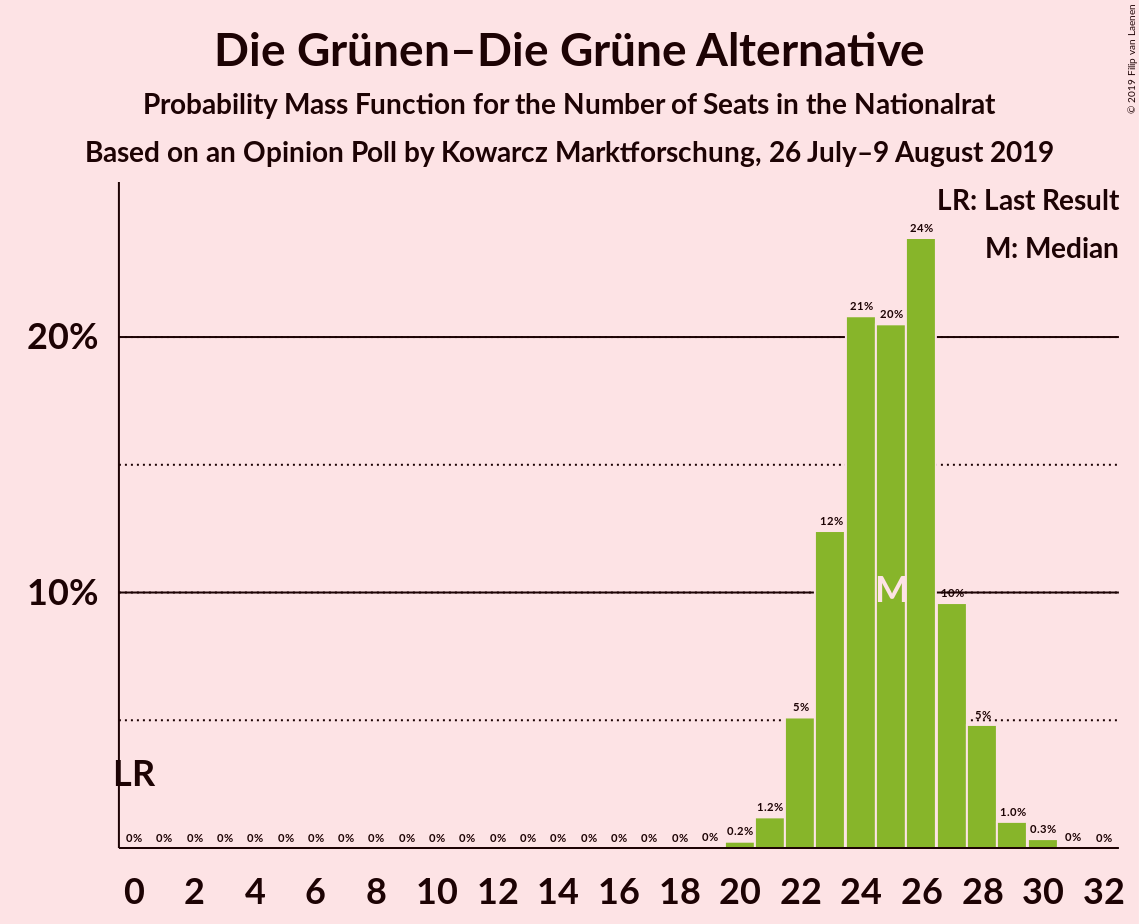 Die Grünen–Die Grüne Alternative
Probability Mass Function for the Number of Seats in the Nationalrat
Based on an Opinion Poll by Kowarcz Marktforschung, 26 July–9 August 2019
© 2019 Filip van Laenen
LR: Last Result
M: Median
20%
10%
LR
M
0% 0% 0% 0% 0% 0% 0% 0% 0% 0% 0% 0% 0% 0% 0% 0% 0% 0% 0% 0% 0.2% 1.2% 5% 12% 21% 20% 24% 10% 5% 1.0% 0.3% 0% 0%
0 2 4 6 8 10 12 14 16 18 20 22 24 26 28 30 32